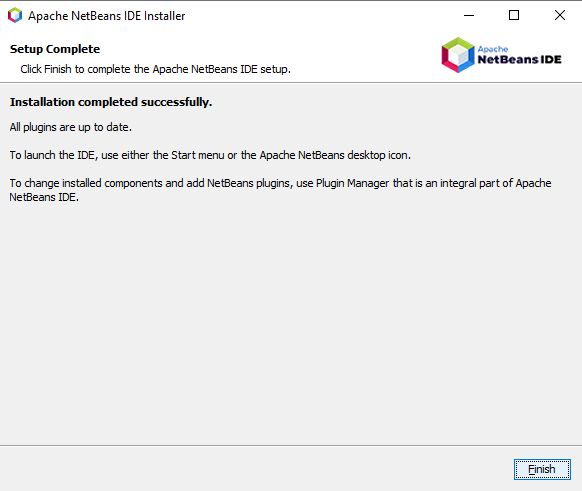 Apache NetBeans IDE Installer
Setup Complete
Click Finish to complete the Apache NetBeans IDE setup.
Apache
NetBeans IDE
Installation completed successfully.
All plugins are up to date.
To launch the IDE, use either the Start menu or the Apache NetBeans desktop icon.
To change installed components and add NetBeans plugins, use Plugin Manager that is an integral part of Apache
NetBeans IDE.
Finish